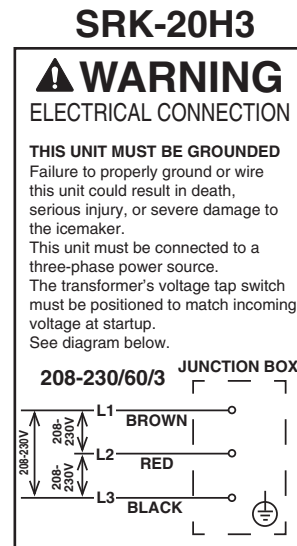 SRK-20H3
WARNING
ELECTRICAL CONNECTION
THIS UNIT MUST BE GROUNDED
Failure to properly ground or wire
this unit could result in death,
serious injury, or severe damage to
the icemaker.
This unit must be connected to a
three-phase power source.
The transformer's voltage tap switch
must be positioned to match incoming
voltage at startup.
See diagram below.
208-230/60/3
JUNCTION BOX
L1
BROWN
208-230V
208-
230V
L2
RED
208-
230V
L3
BLACK